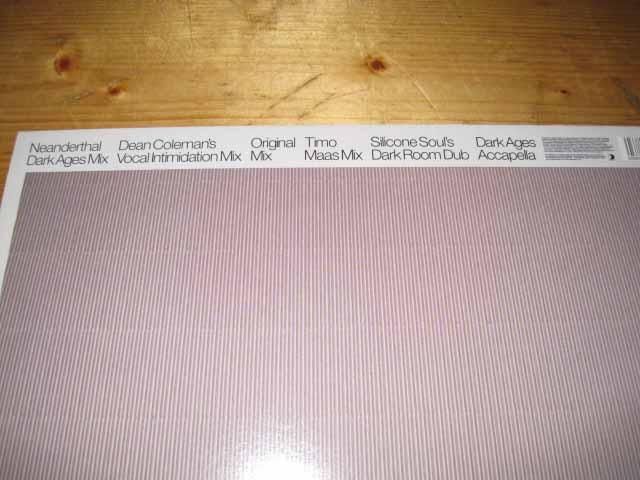 Neanderthal
Dark Ages Mix
Dean Coleman's
Vocal Intimidation Mix
Original
Mix
Timo
Maas Mix
Silicone Soul's
Dark Room Dub
Dark Ages
Accapella